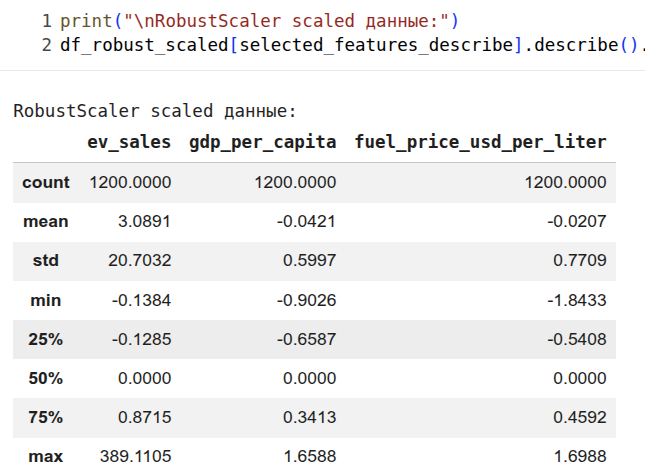 1 print("\nRobustScaler scaled данные:")
2 df_robust_scaled[selected_features_describe].describe().
RobustScaler scaled данные:
ev_sales gdp_per_capita fuel_price_usd_per_liter
count 1200.0000 1200.0000 1200.0000
mean 3.0891 -0.0421 -0.0207
std 20.7032 0.5997 0.7709
min -0.1384 -0.9026 -1.8433
25% -0.1285 -0.6587 -0.5408
50% 0.0000 0.0000 0.0000
75% 0.8715 0.3413 0.4592
max 389.1105 1.6588 1.6988